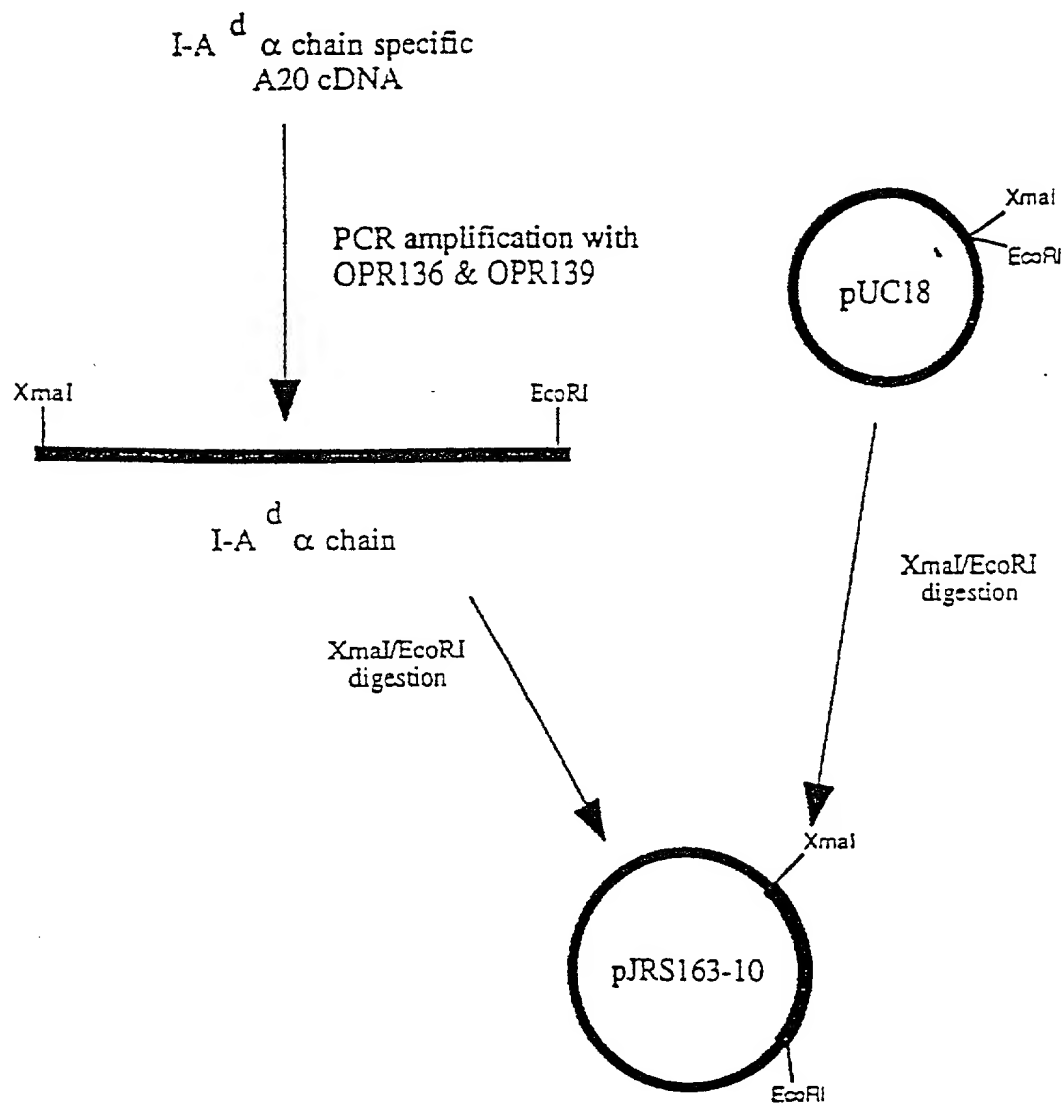 I-A d α chain specific
A20 cDNA
PCR amplification with
OPR136 & OPR139
XmaI
EcoRI
pUC18
XmaI
EcoRI
I-A d α chain
XmaI/EcoRI
digestion
XmaI/EcoRI
digestion
XmaI
pJRS163-10
EcoRI